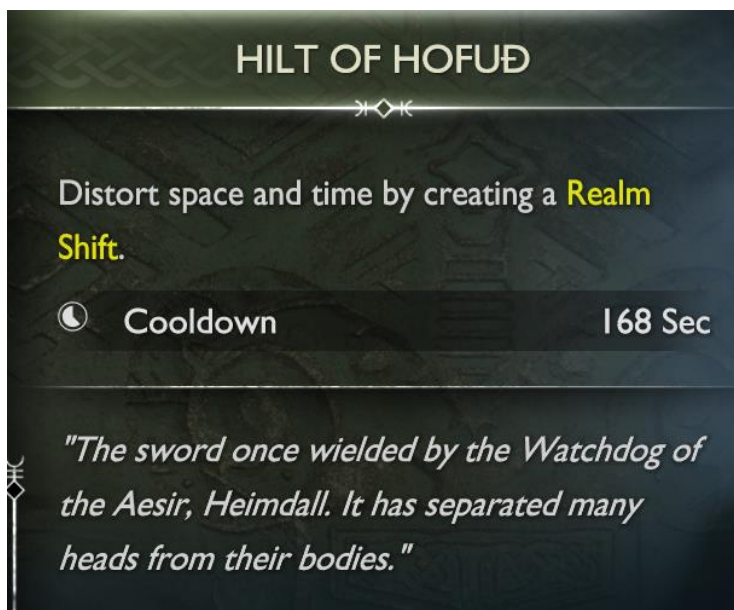 HILT OF HOFUÐ
Distort space and time by creating a Realm
Shift.
Cooldown 168 Sec
"The sword once wielded by the Watchdog of
the Aesir, Heimdall. It has separated many
heads from their bodies."